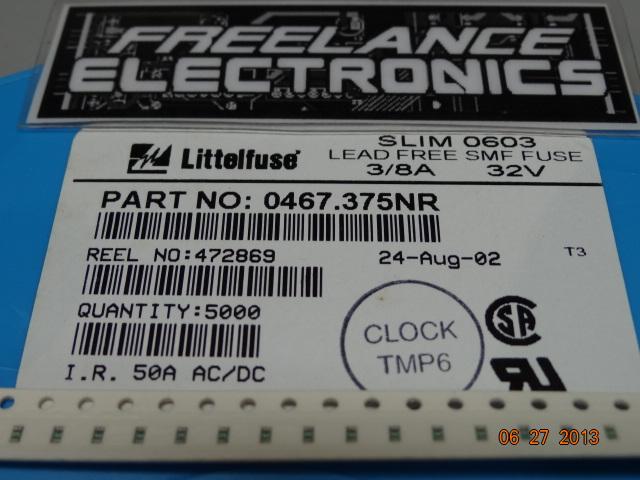 FREELANCE
ELECTRONICS
Littelfuse®
SLIM 0603
LEAD FREE SMF FUSE
3/8A 32V
PART NO: 0467.375NR
REEL NO:472869
24-Aug-02
T3
QUANTITY:5000
CLOCK
TMP6
I.R. 50A AC/DC
06 27 2013